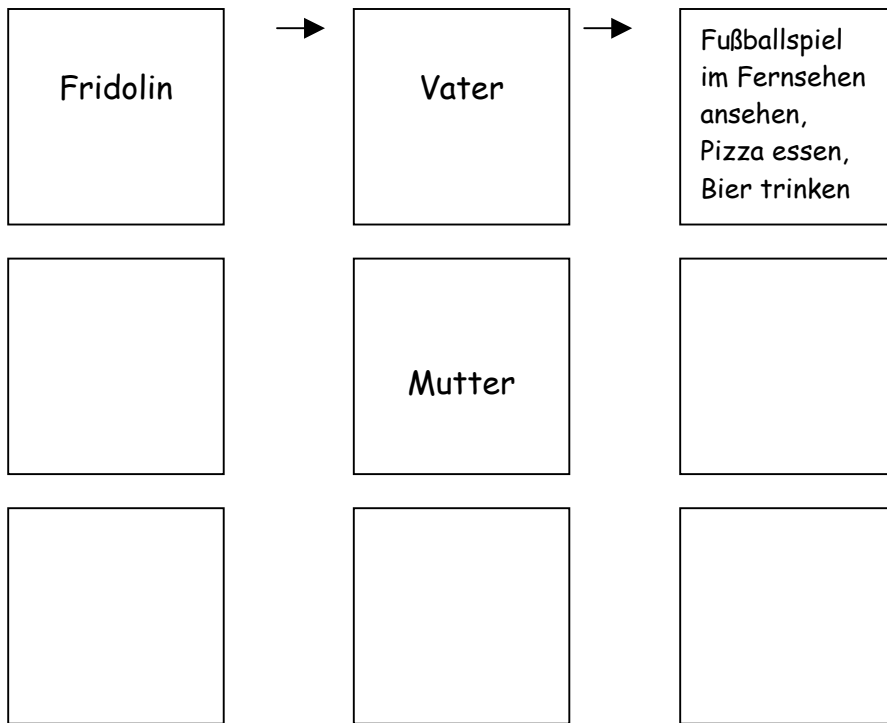 Fridolin
Vater
Fußballspiel
im Fernsehen
ansehen,
Pizza essen,
Bier trinken
Mutter